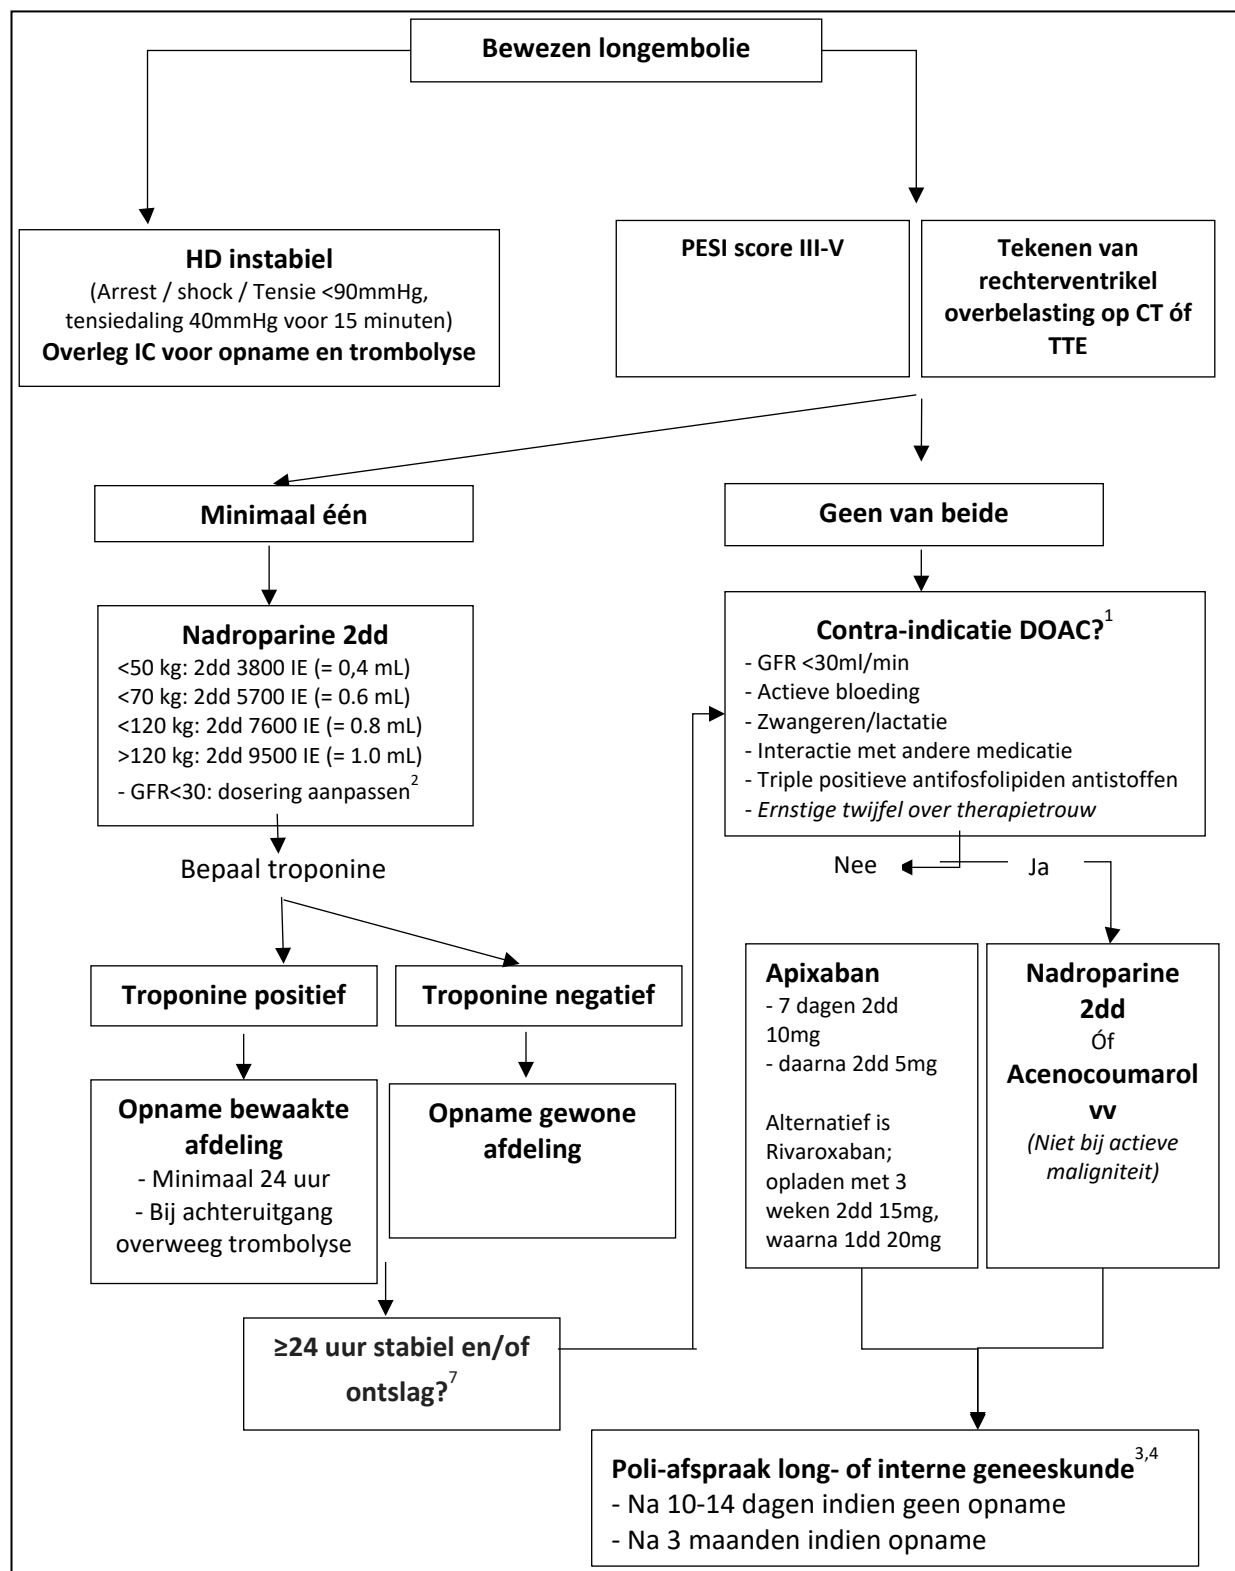 Bewezen longembolie
HD instabiel
(Arrest / shock / Tensie <90mmHg,
tensiedaling 40mmHg voor 15 minuten)
Overleg IC voor opname en trombolyse
PESI score III-V
Tekenen van
rechterventrikel
overbelasting op CT óf
TTE
Minimaal één
Geen van beide
Nadroparine 2dd
<50 kg: 2dd 3800 IE (= 0,4 mL)
<70 kg: 2dd 5700 IE (= 0.6 mL)
<120 kg: 2dd 7600 IE (= 0.8 mL)
>120 kg: 2dd 9500 IE (= 1.0 mL)
- GFR<30: dosering aanpassen2
Contra-indicatie DOAC?1
- GFR <30ml/min
- Actieve bloeding
- Zwangeren/lactatie
- Interactie met andere medicatie
- Triple positieve antifosfolipiden antistoffen
- Ernstige twijfel over therapietrouw
Bepaal troponine
Nee
Ja
Troponine positief
Troponine negatief
Opname bewaakte
afdeling
- Minimaal 24 uur
- Bij achteruitgang
overweeg trombolyse
Opname gewone
afdeling
Apixaban
- 7 dagen 2dd
10mg
- daarna 2dd 5mg
Alternatief is
Rivaroxaban;
opladen met 3
weken 2dd 15mg,
waarna 1dd 20mg
Nadroparine
2dd
Óf
Acenocoumarol
vv
(Niet bij actieve
maligniteit)
≥24 uur stabiel en/of
ontslag?7
Poli-afspraak long- of interne geneeskunde3,4
- Na 10-14 dagen indien geen opname
- Na 3 maanden indien opname